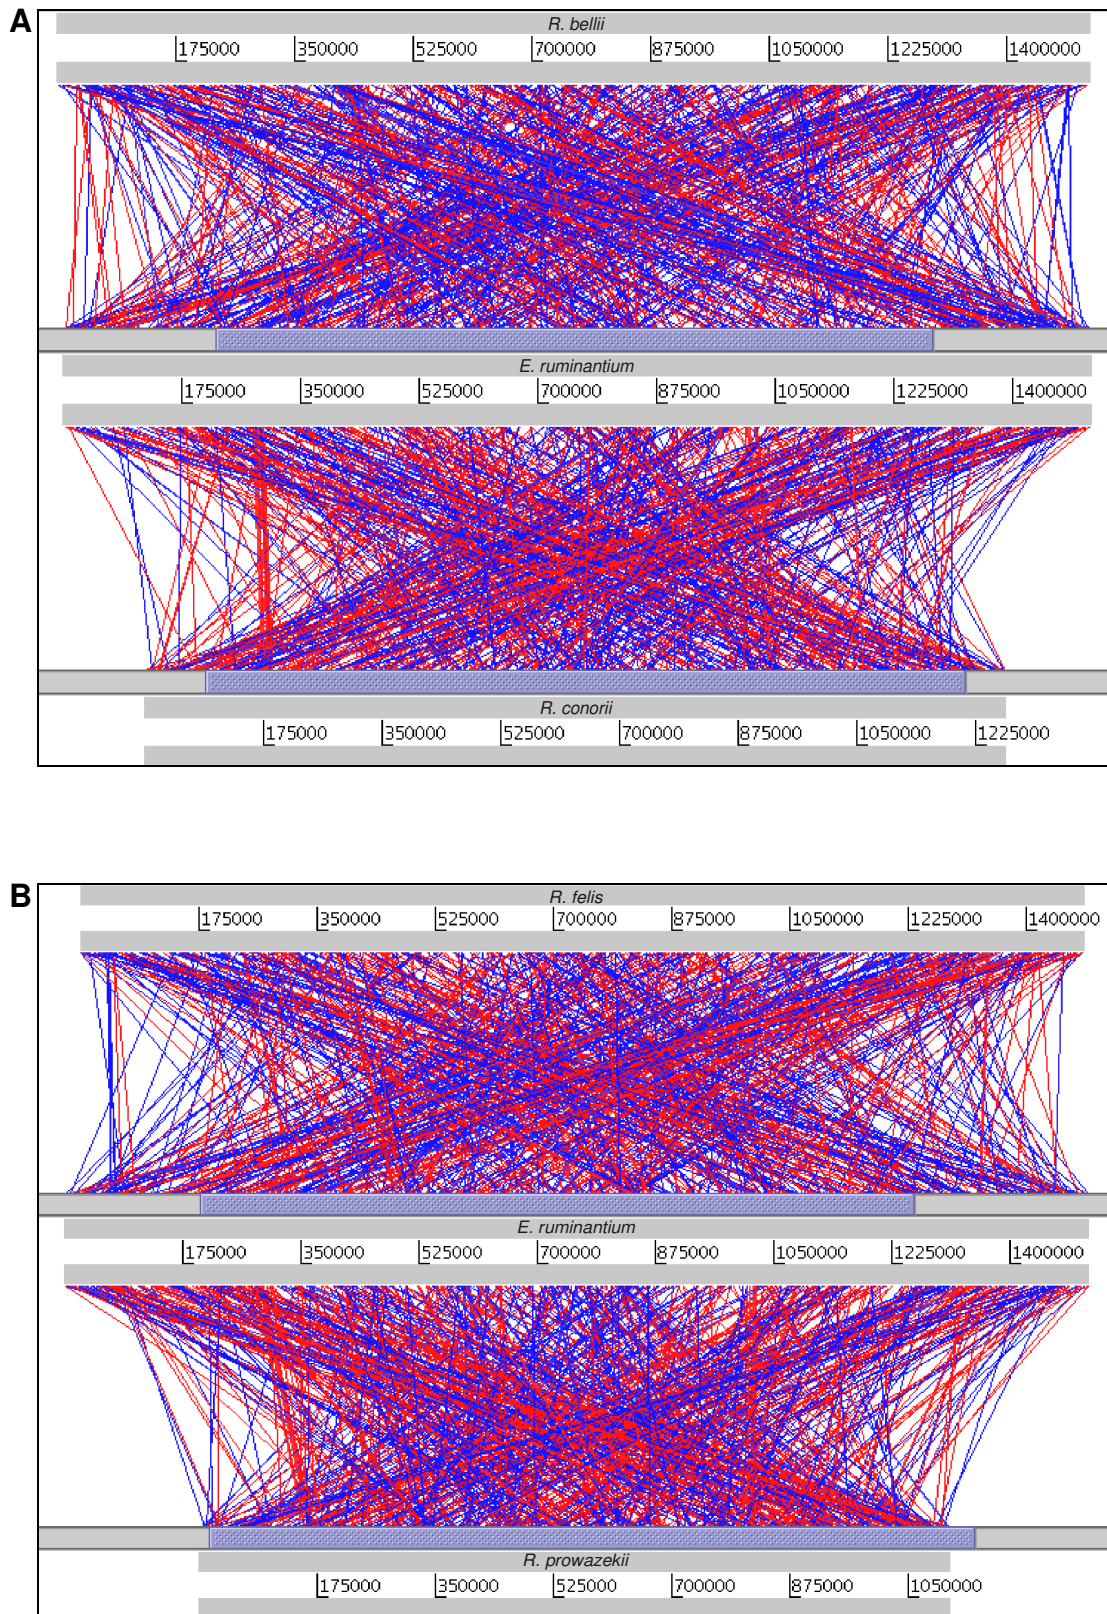 A
R. bellii
175000 350000 525000 700000 875000 1050000 1225000 1400000
E. ruminantium
175000 350000 525000 700000 875000 1050000 1225000 1400000
R. conorii
175000 350000 525000 700000 875000 1050000 1225000
B
R. felis
175000 350000 525000 700000 875000 1050000 1225000 1400000
E. ruminantium
175000 350000 525000 700000 875000 1050000 1225000 1400000
R. prowazekii
175000 350000 525000 700000 875000 1050000